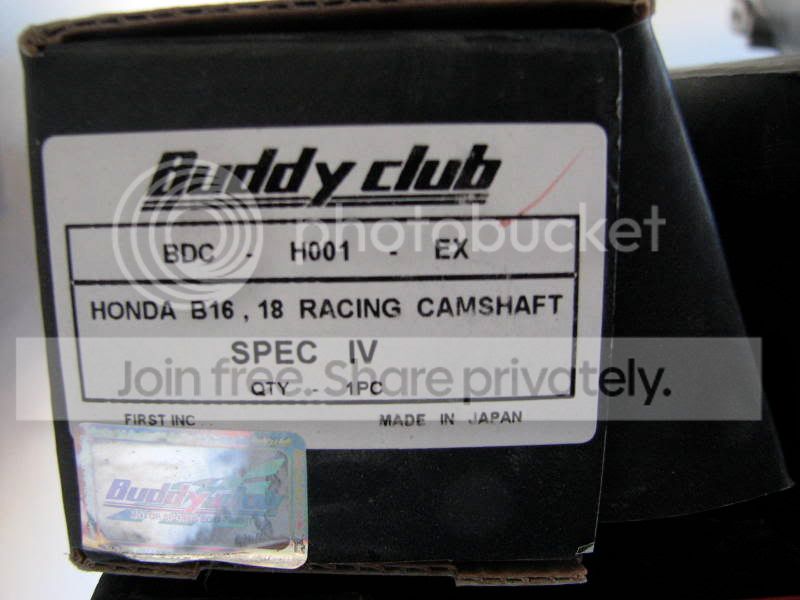 Buddy club
BDC - H001 - EX
HONDA B16 , 18 RACING CAMSHAFT
SPEC IV
QTY - 1PC
FIRST INC . .
MADE IN JAPAN
Buddy club
photobucket
Join free. Share privately.